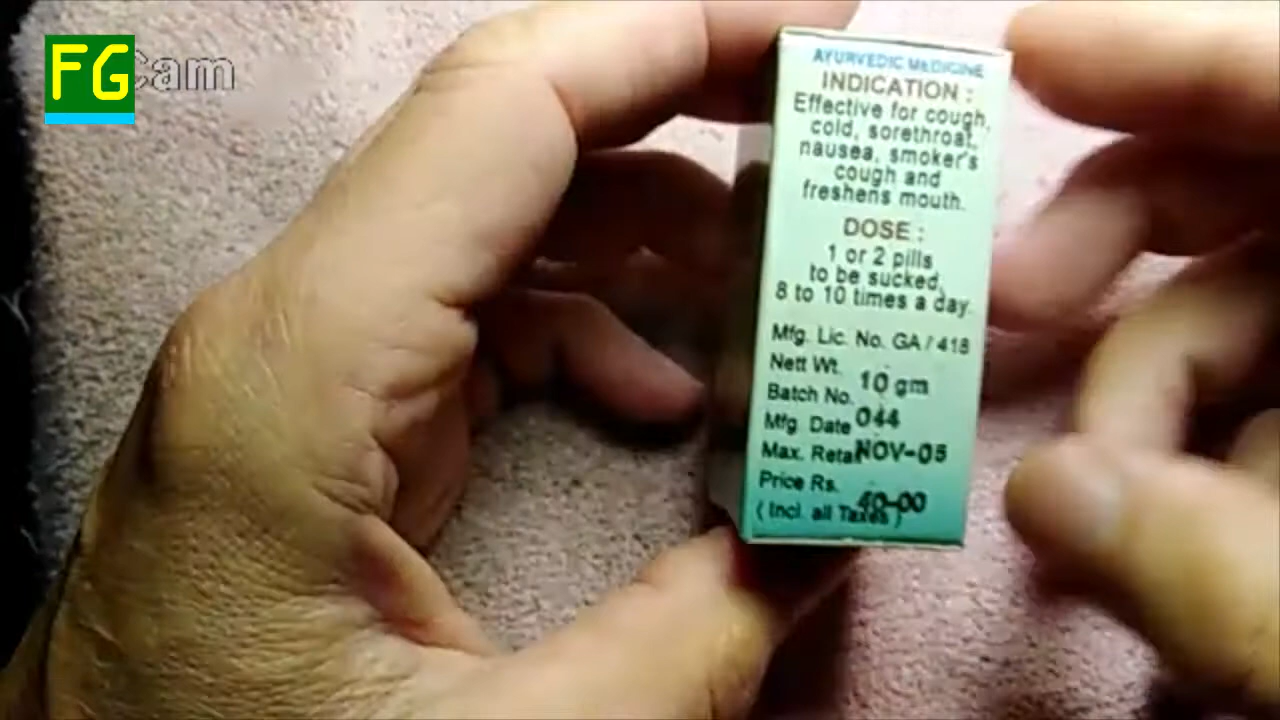 FG Cam
AYURVEDIC MEDICINE
INDICATION :
Effective for cough,
cold, sorethroat,
nausea, smoker's
cough and
freshens mouth.
DOSE :
1 or 2 pills
to be sucked,
8 to 10 times a day.
Mfg. Lic. No. GA / 418
Nett Wt. 10 gm
Batch No. 044
Mfg. Date NOV-05
Max. Retail
Price Rs. 40-00
( Incl. all Taxes )